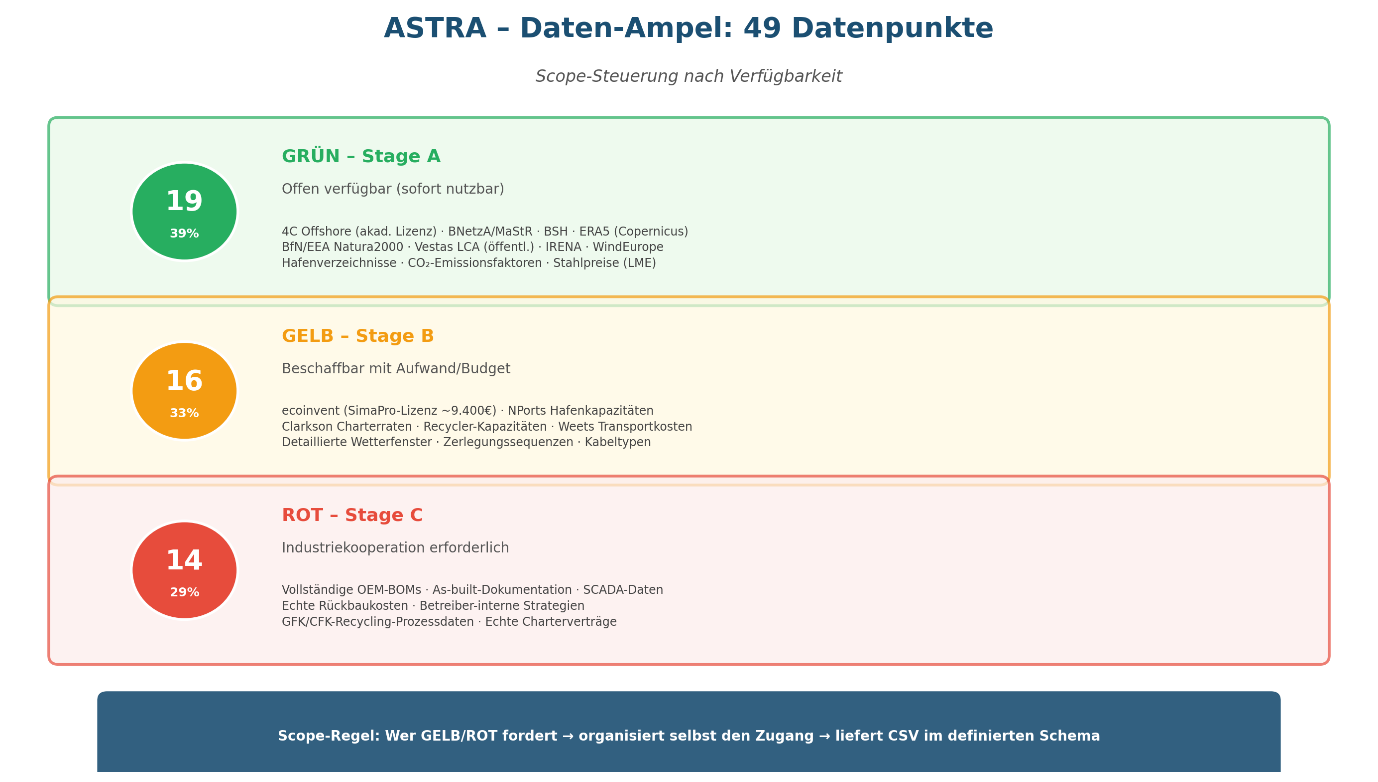 ASTRA – Daten-Ampel: 49 Datenpunkte
Scope-Steuerung nach Verfügbarkeit
GRÜN – Stage A
19
39%
Offen verfügbar (sofort nutzbar)
4C Offshore (akad. Lizenz) · BNetzA/MaStR · BSH · ERA5 (Copernicus)
BfN/EEA Natura2000 · Vestas LCA (öffentl.) · IRENA · WindEurope
Hafenverzeichnisse · CO₂-Emissionsfaktoren · Stahlpreise (LME)
GELB – Stage B
16
33%
Beschaffbar mit Aufwand/Budget
ecoinvent (SimaPro-Lizenz ~9.400€) · NPorts Hafenkapazitäten
Clarkson Charterraten · Recycler-Kapazitäten · Weets Transportkosten
Detaillierte Wetterfenster · Zerlegungssequenzen · Kabeltypen
ROT – Stage C
14
29%
Industriekooperation erforderlich
Vollständige OEM-BOMs · As-built-Dokumentation · SCADA-Daten
Echte Rückbaukosten · Betreiber-interne Strategien
GFK/CFK-Recycling-Prozessdaten · Echte Charterverträge
Scope-Regel: Wer GELB/ROT fordert → organisiert selbst den Zugang → liefert CSV im definierten Schema